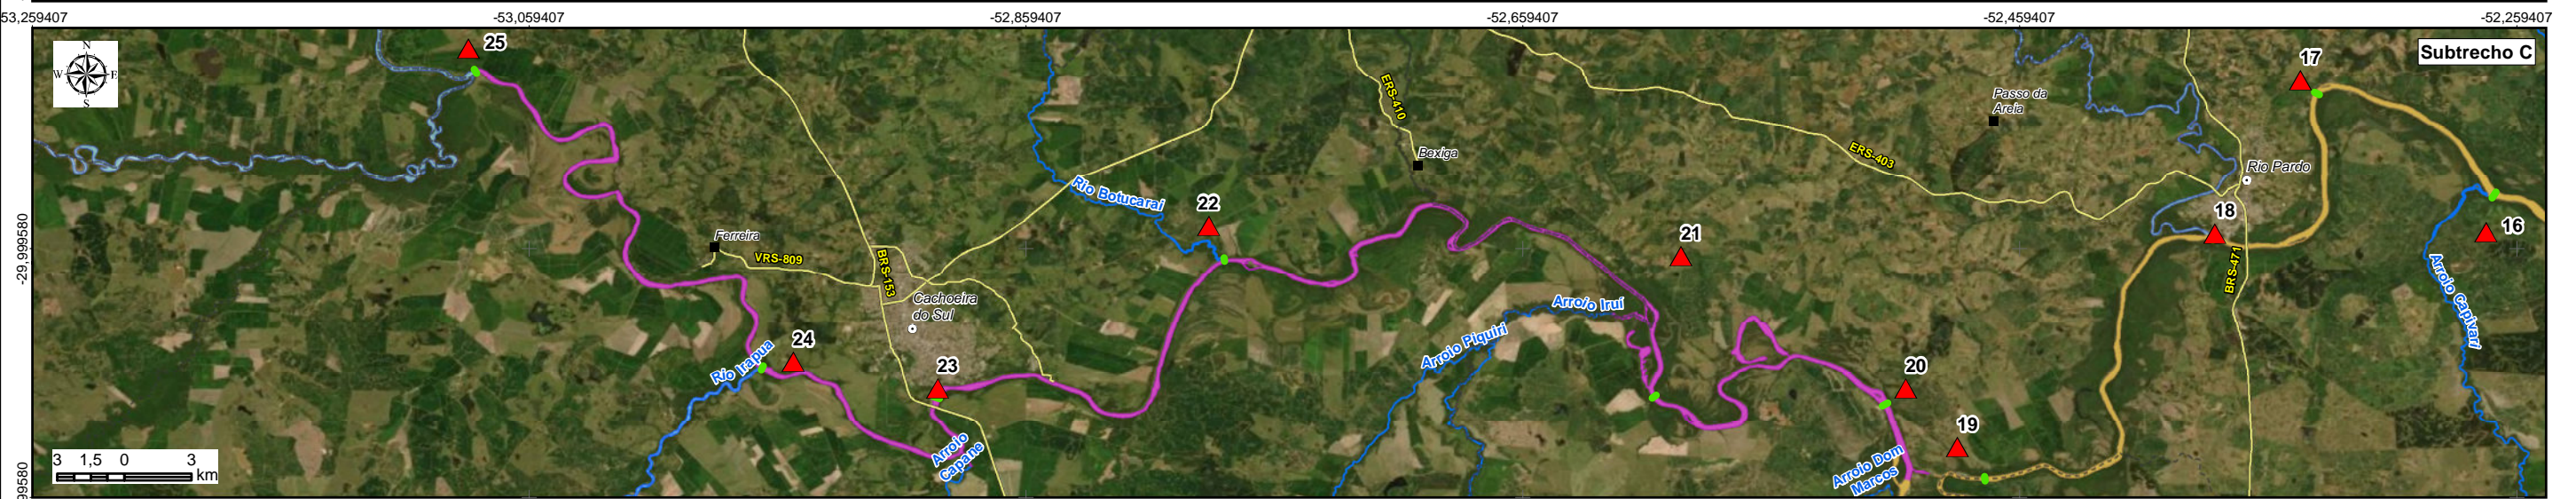 -53,259407 -53,059407 -52,859407 -52,659407 -52,459407 -52,259407
Subtrecho C
N
W E
S
25
17
ERS-410
Passo da
Areia
Bexiga
ERS-403
Rio Pardo
Rio Botucaraí
22
18
16
21
Ferreira
VRS-809
BRS-153
BRS-471
-29,999580
Arroio Capivari
Cachoeira
do Sul
Arroio Iruí
Arroio Piquiri
24
Rio Irapua
23
20
19
Arroio
Capane
Arroio Dom
Marcos
3 1,5 0 3
km